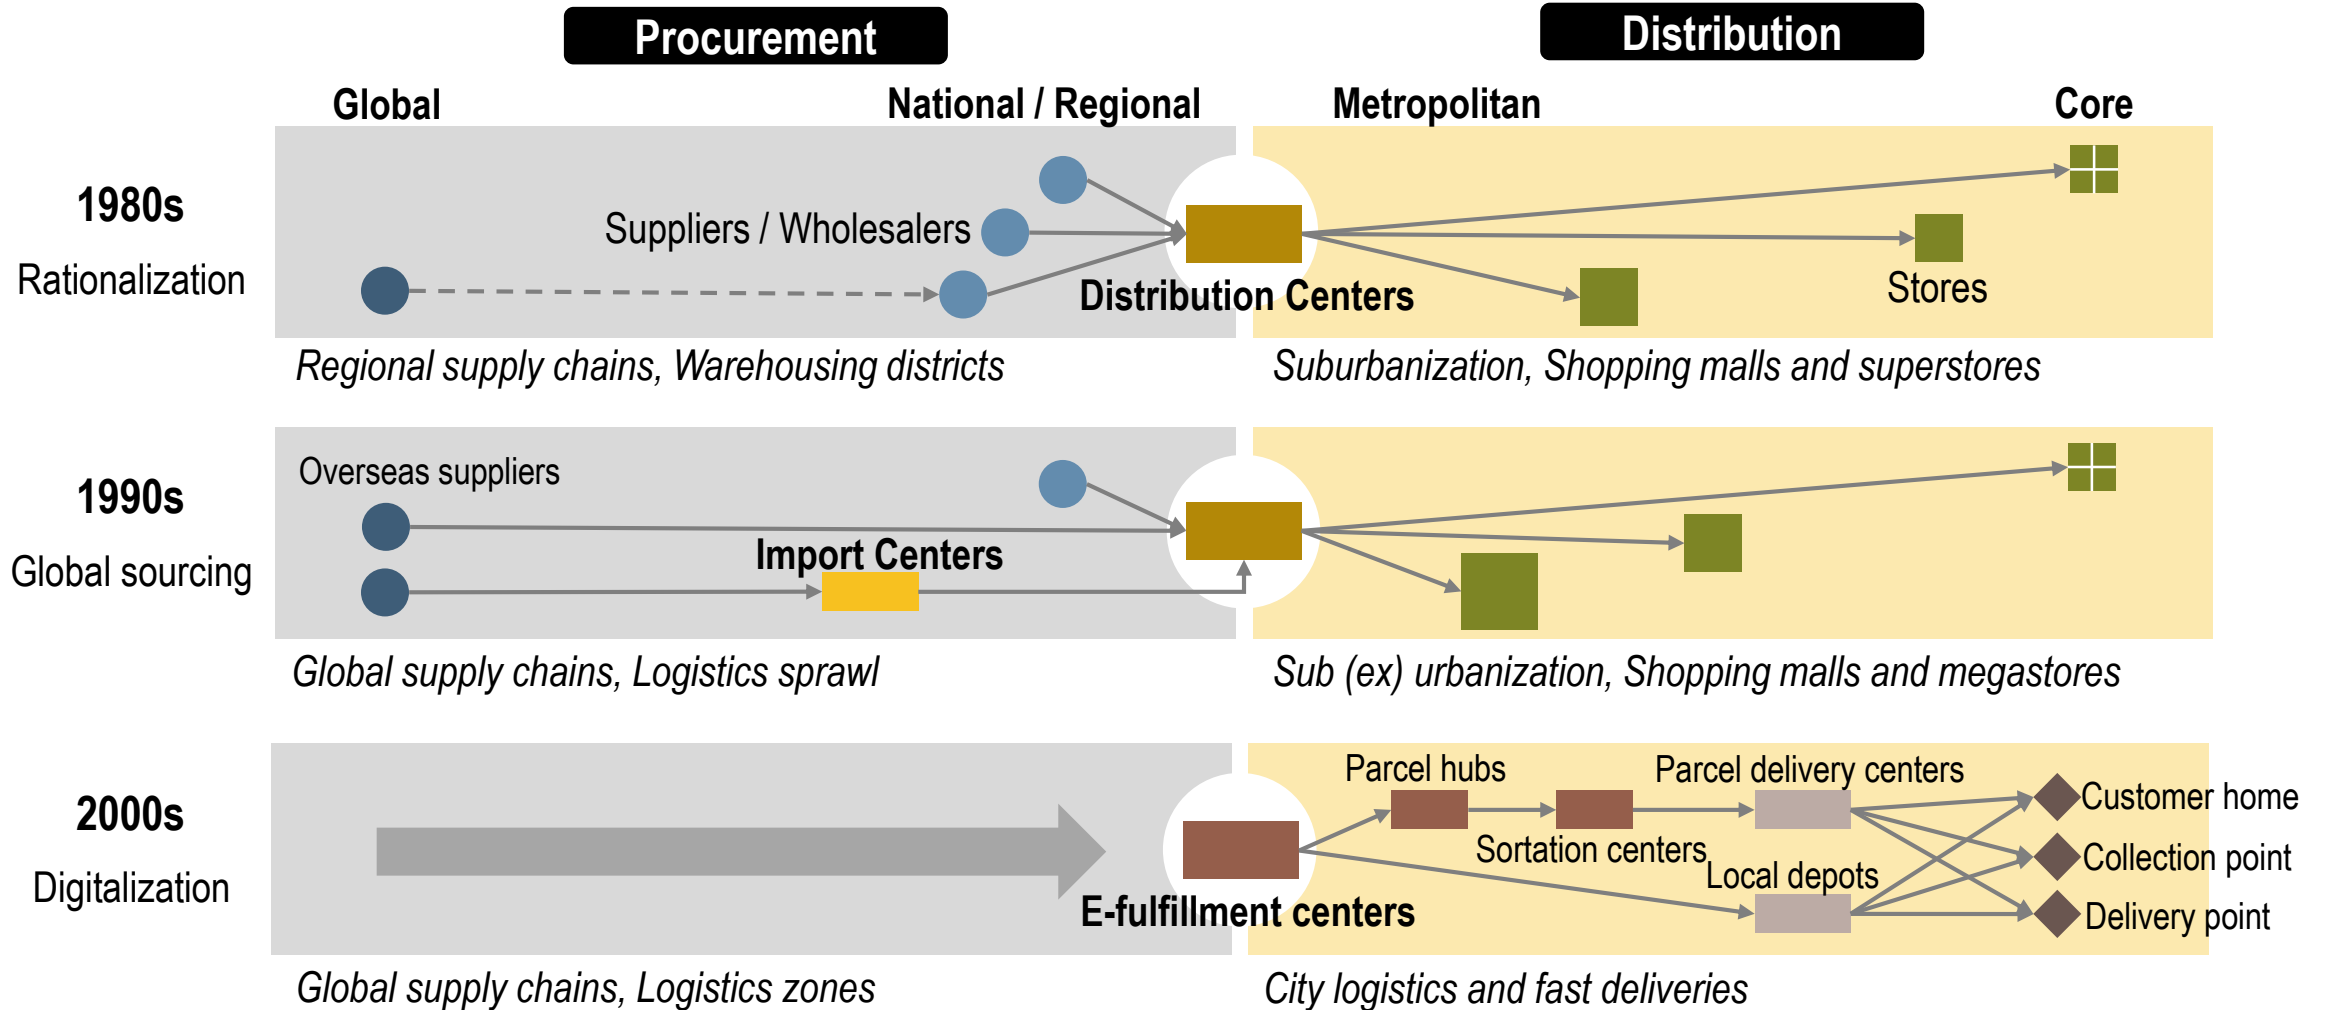 Procurement
Distribution
Global
National / Regional
Metropolitan
Core
1980s
Rationalization
Suppliers / Wholesalers
Distribution Centers
Stores
Regional supply chains, Warehousing districts
Suburbanization, Shopping malls and superstores
1990s
Global sourcing
Overseas suppliers
Import Centers
Global supply chains, Logistics sprawl
Sub (ex) urbanization, Shopping malls and megastores
2000s
Digitalization
E-fulfillment centers
Parcel hubs
Sortation centers
Parcel delivery centers
Local depots
Customer home
Collection point
Delivery point
Global supply chains, Logistics zones
City logistics and fast deliveries